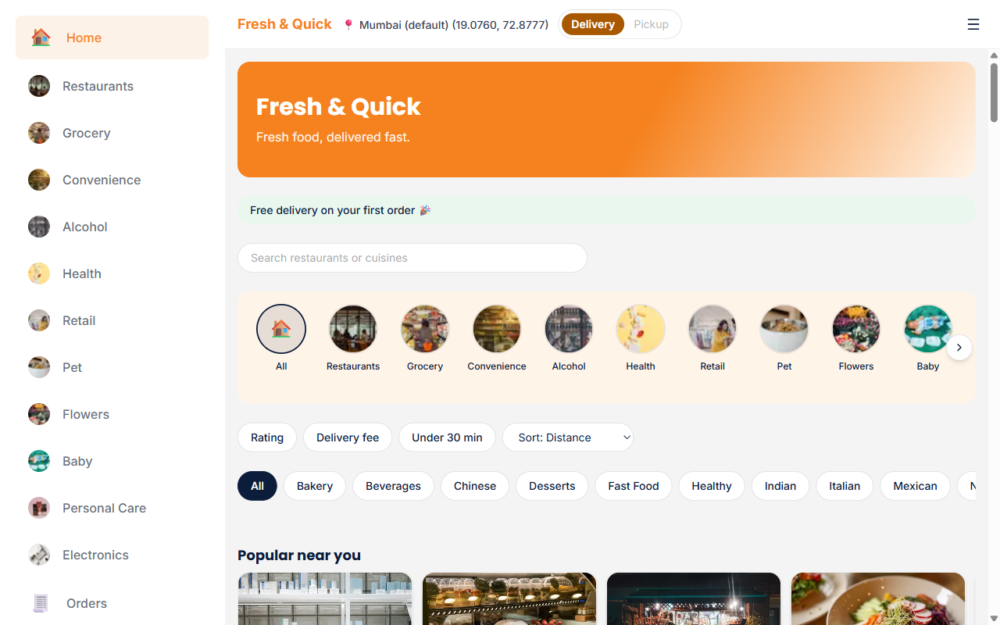 Home
Restaurants
Grocery
Convenience
Alcohol
Health
Retail
Pet
Flowers
Baby
Personal Care
Electronics
Orders
Fresh & Quick
Mumbai (default) (19.0760, 72.8777)
Delivery
Pickup
Fresh & Quick
Fresh food, delivered fast.
Free delivery on your first order
Search restaurants or cuisines
All
Restaurants
Grocery
Convenience
Alcohol
Health
Retail
Pet
Flowers
Baby
Rating
Delivery fee
Under 30 min
Sort: Distance
All
Bakery
Beverages
Chinese
Desserts
Fast Food
Healthy
Indian
Italian
Mexican
Popular near you